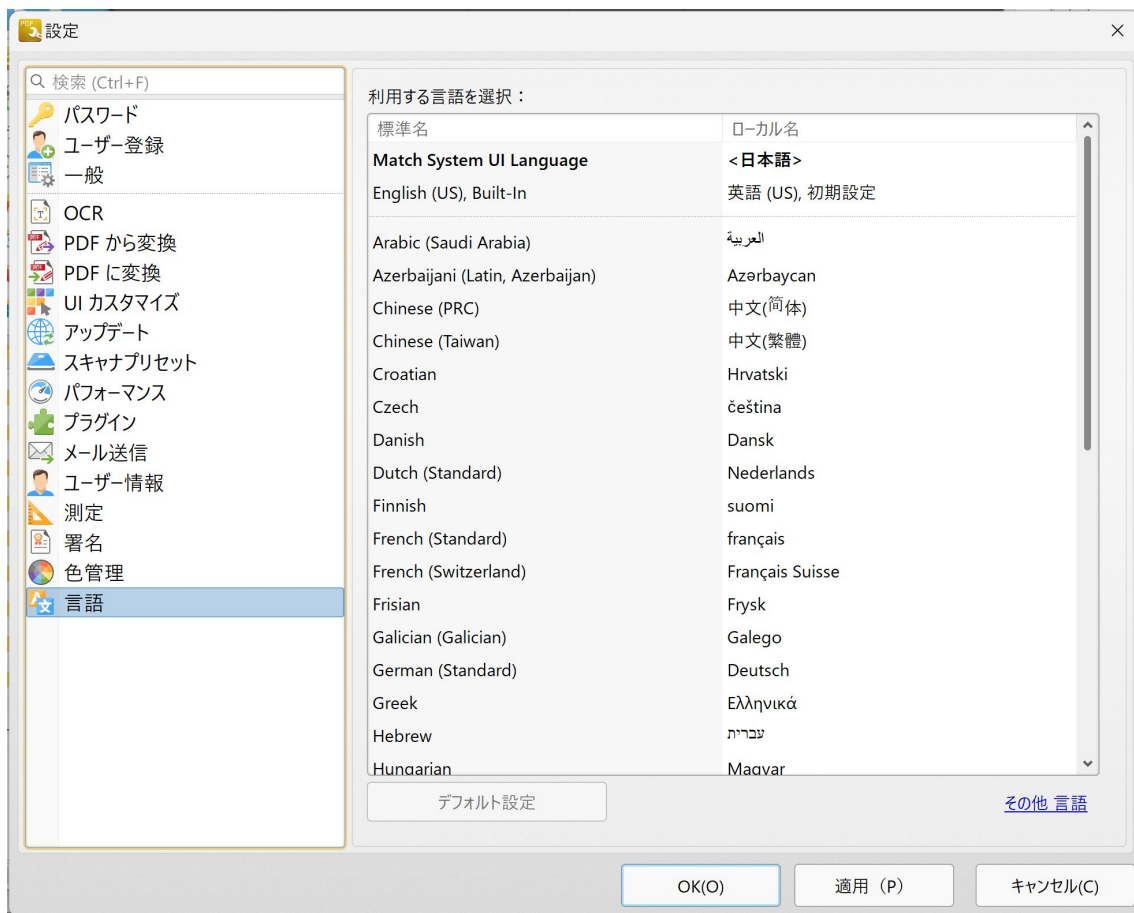 設定
検索 (Ctrl+F)
パスワード
ユーザー登録
一般
OCR
PDF から変換
PDF に変換
UI カスタマイズ
アップデート
スキャナプリセット
パフォーマンス
プラグイン
メール送信
ユーザー情報
測定
署名
色管理
言語
利用する言語を選択：
標準名 ローカル名
Match System UI Language <日本語>
English (US), Built-In 英語 (US), 初期設定
Arabic (Saudi Arabia) العربية
Azerbaijani (Latin, Azerbaijan) Azərbaycan
Chinese (PRC) 中文(简体)
Chinese (Taiwan) 中文(繁體)
Croatian Hrvatski
Czech čeština
Danish Dansk
Dutch (Standard) Nederlands
Finnish suomi
French (Standard) français
French (Switzerland) Français Suisse
Frisian Frysk
Galician (Galician) Galego
German (Standard) Deutsch
Greek Ελληνικά
Hebrew עברית
Hungarian Magyar
デフォルト設定
その他 言語
OK(O) 適用（P） キャンセル(C)